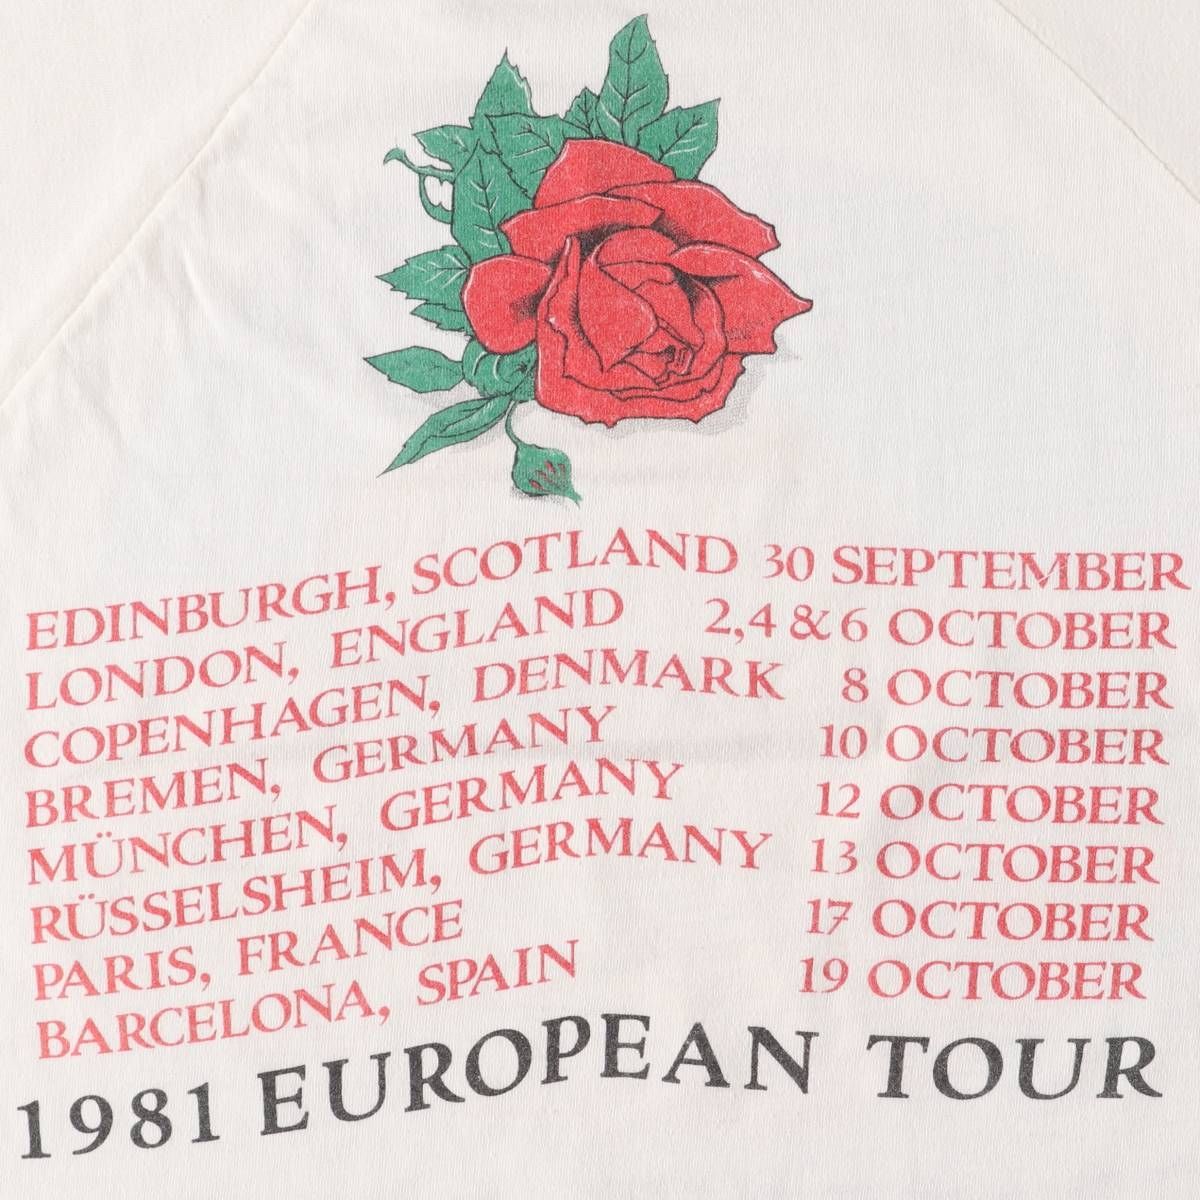 EDINBURGH, SCOTLAND 30 SEPTEMBER
LONDON, ENGLAND 2,4 & 6 OCTOBER
COPENHAGEN, DENMARK 8 OCTOBER
BREMEN, GERMANY 10 OCTOBER
MÜNCHEN, GERMANY 12 OCTOBER
RÜSSELSHEIM, GERMANY 13 OCTOBER
PARIS, FRANCE 17 OCTOBER
BARCELONA, SPAIN 19 OCTOBER
1981 EUROPEAN TOUR